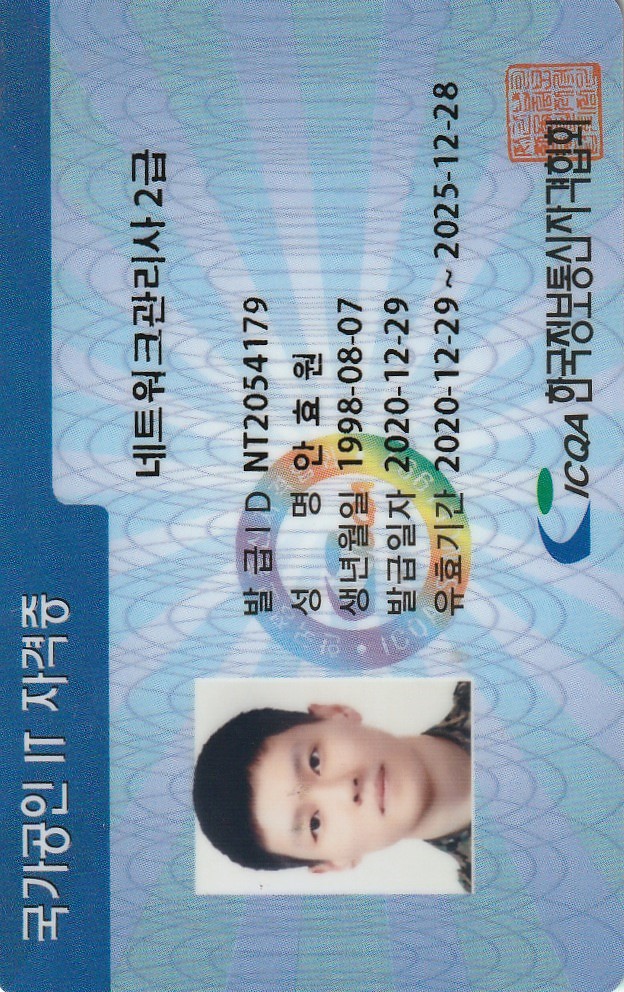 국가공인 IT 자격증
네트워크관리사 2급
발급ID NT2054179
성 명 안효원
생년월일 1998-08-07
발급일자 2020-12-29
유효기간 2020-12-29 ~ 2025-12-28
ICQA 한국정보통신자격협회